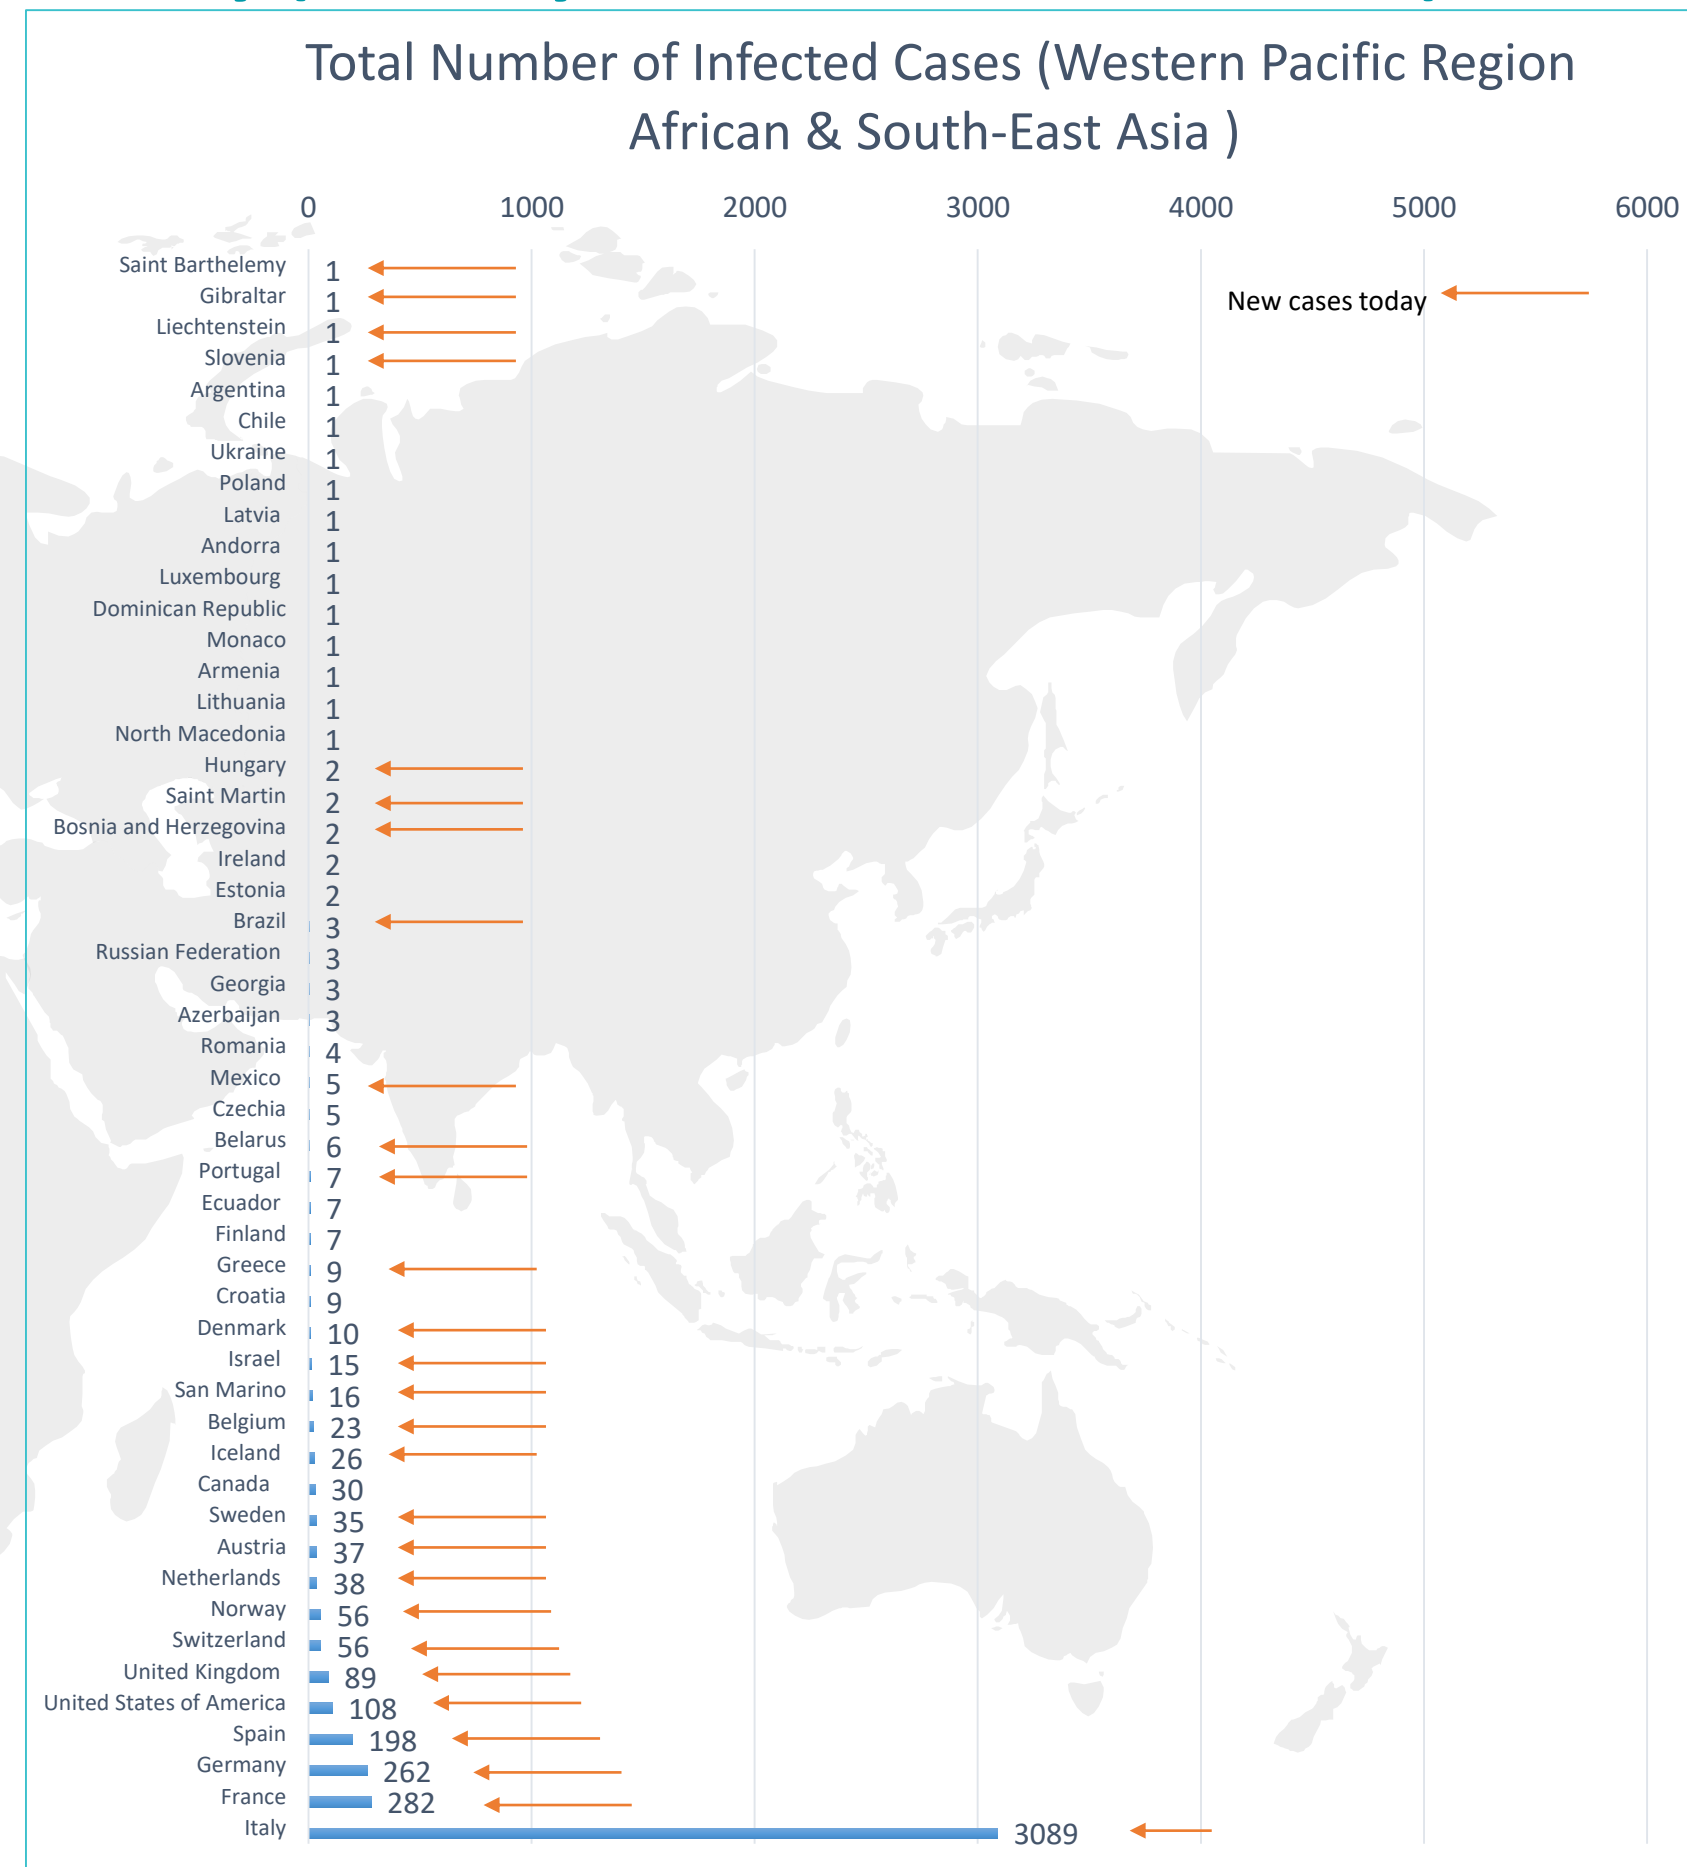 Total Number of Infected Cases (Western Pacific Region
African & South-East Asia )
0 1000 2000 3000 4000 5000 6000
New cases today
Saint Barthelemy 1
Gibraltar 1
Liechtenstein 1
Slovenia 1
Argentina 1
Chile 1
Ukraine 1
Poland 1
Latvia 1
Andorra 1
Luxembourg 1
Dominican Republic 1
Monaco 1
Armenia 1
Lithuania 1
North Macedonia 1
Hungary 2
Saint Martin 2
Bosnia and Herzegovina 2
Ireland 2
Estonia 2
Brazil 3
Russian Federation 3
Georgia 3
Azerbaijan 3
Romania 4
Mexico 5
Czechia 5
Belarus 6
Portugal 7
Ecuador 7
Finland 7
Greece 9
Croatia 9
Denmark 10
Israel 15
San Marino 16
Belgium 23
Iceland 26
Canada 30
Sweden 35
Austria 37
Netherlands 38
Norway 56
Switzerland 56
United Kingdom 89
United States of America 108
Spain 198
Germany 262
France 282
Italy 3089